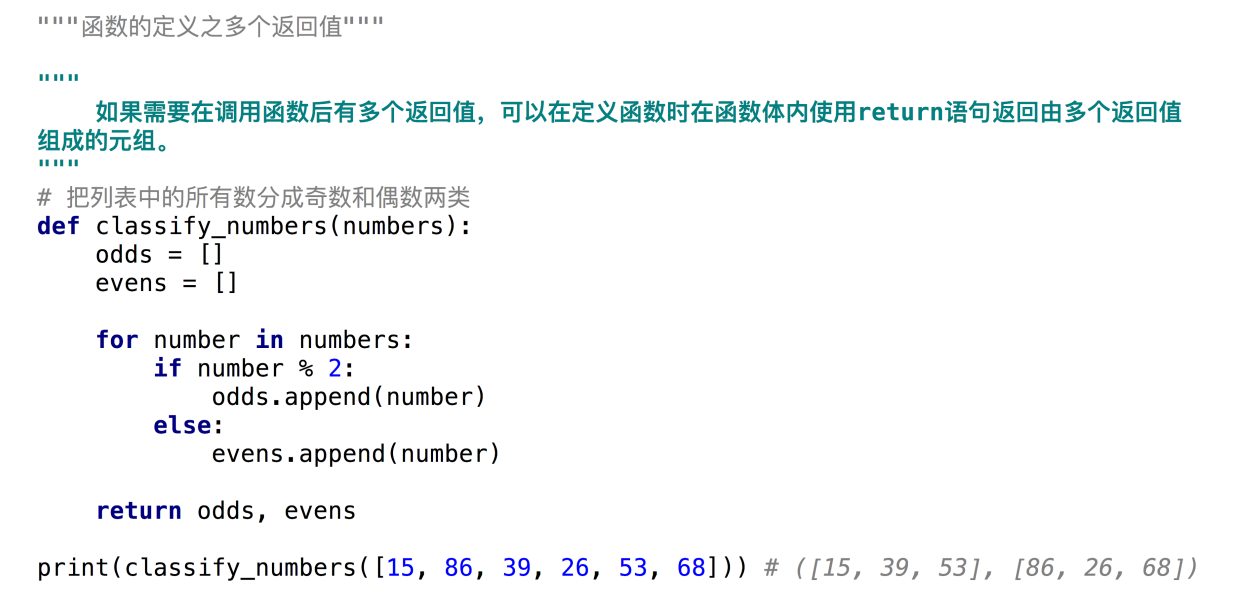 """函数的定义之多个返回值"""
"""
    如果需要在调用函数后有多个返回值，可以在定义函数时在函数体内使用return语句返回由多个返回值
组成的元组。
"""
# 把列表中的所有数分成奇数和偶数两类
def classify_numbers(numbers):
    odds = []
    evens = []
    for number in numbers:
        if number % 2:
            odds.append(number)
        else:
            evens.append(number)
    return odds, evens
print(classify_numbers([15, 86, 39, 26, 53, 68])) # ([15, 39, 53], [86, 26, 68])